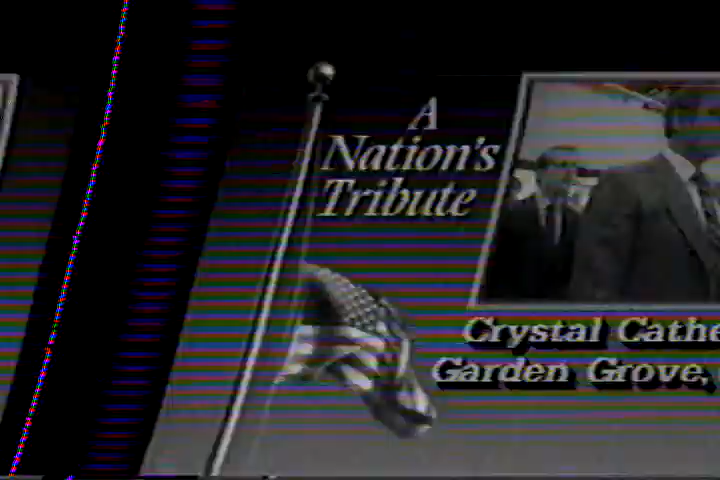 A
Nation's
Tribute
Crystal Cathe
Garden Grove,